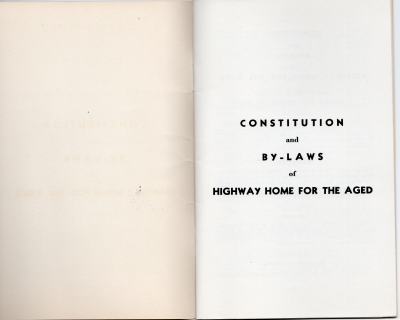 CONSTITUTION
and
BY-LAWS
of
HIGHWAY HOME FOR THE AGED